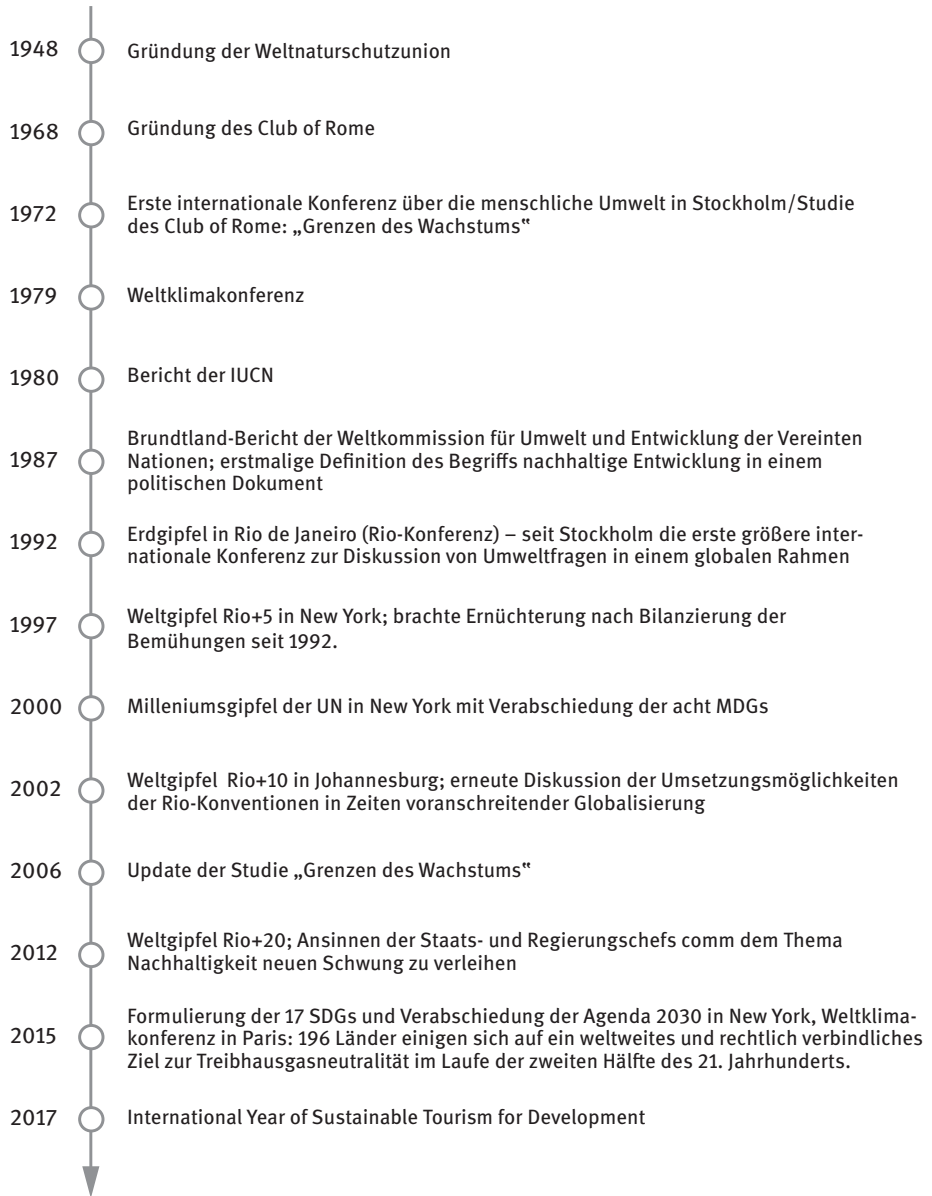 1948 Gründung der Weltnaturschutzunion
1968 Gründung des Club of Rome
1972 Erste internationale Konferenz über die menschliche Umwelt in Stockholm/Studie
des Club of Rome: „Grenzen des Wachstums“
1979 Weltklimakonferenz
1980 Bericht der IUCN
1987 Brundtland-Bericht der Weltkommission für Umwelt und Entwicklung der Vereinten
Nationen; erstmalige Definition des Begriffs nachhaltige Entwicklung in einem
politischen Dokument
1992 Erdgipfel in Rio de Janeiro (Rio-Konferenz) – seit Stockholm die erste größere inter-
nationale Konferenz zur Diskussion von Umweltfragen in einem globalen Rahmen
1997 Weltgipfel Rio+5 in New York; brachte Ernüchterung nach Bilanzierung der
Bemühungen seit 1992.
2000 Milleniumsgipfel der UN in New York mit Verabschiedung der acht MDGs
2002 Weltgipfel Rio+10 in Johannesburg; erneute Diskussion der Umsetzungsmöglichkeiten
der Rio-Konventionen in Zeiten voranschreitender Globalisierung
2006 Update der Studie „Grenzen des Wachstums“
2012 Weltgipfel Rio+20; Ansinnen der Staats- und Regierungschefs comm dem Thema
Nachhaltigkeit neuen Schwung zu verleihen
2015 Formulierung der 17 SDGs und Verabschiedung der Agenda 2030 in New York, Weltklima-
konferenz in Paris: 196 Länder einigen sich auf ein weltweites und rechtlich verbindliches
Ziel zur Treibhausgasneutralität im Laufe der zweiten Hälfte des 21. Jahrhunderts.
2017 International Year of Sustainable Tourism for Development